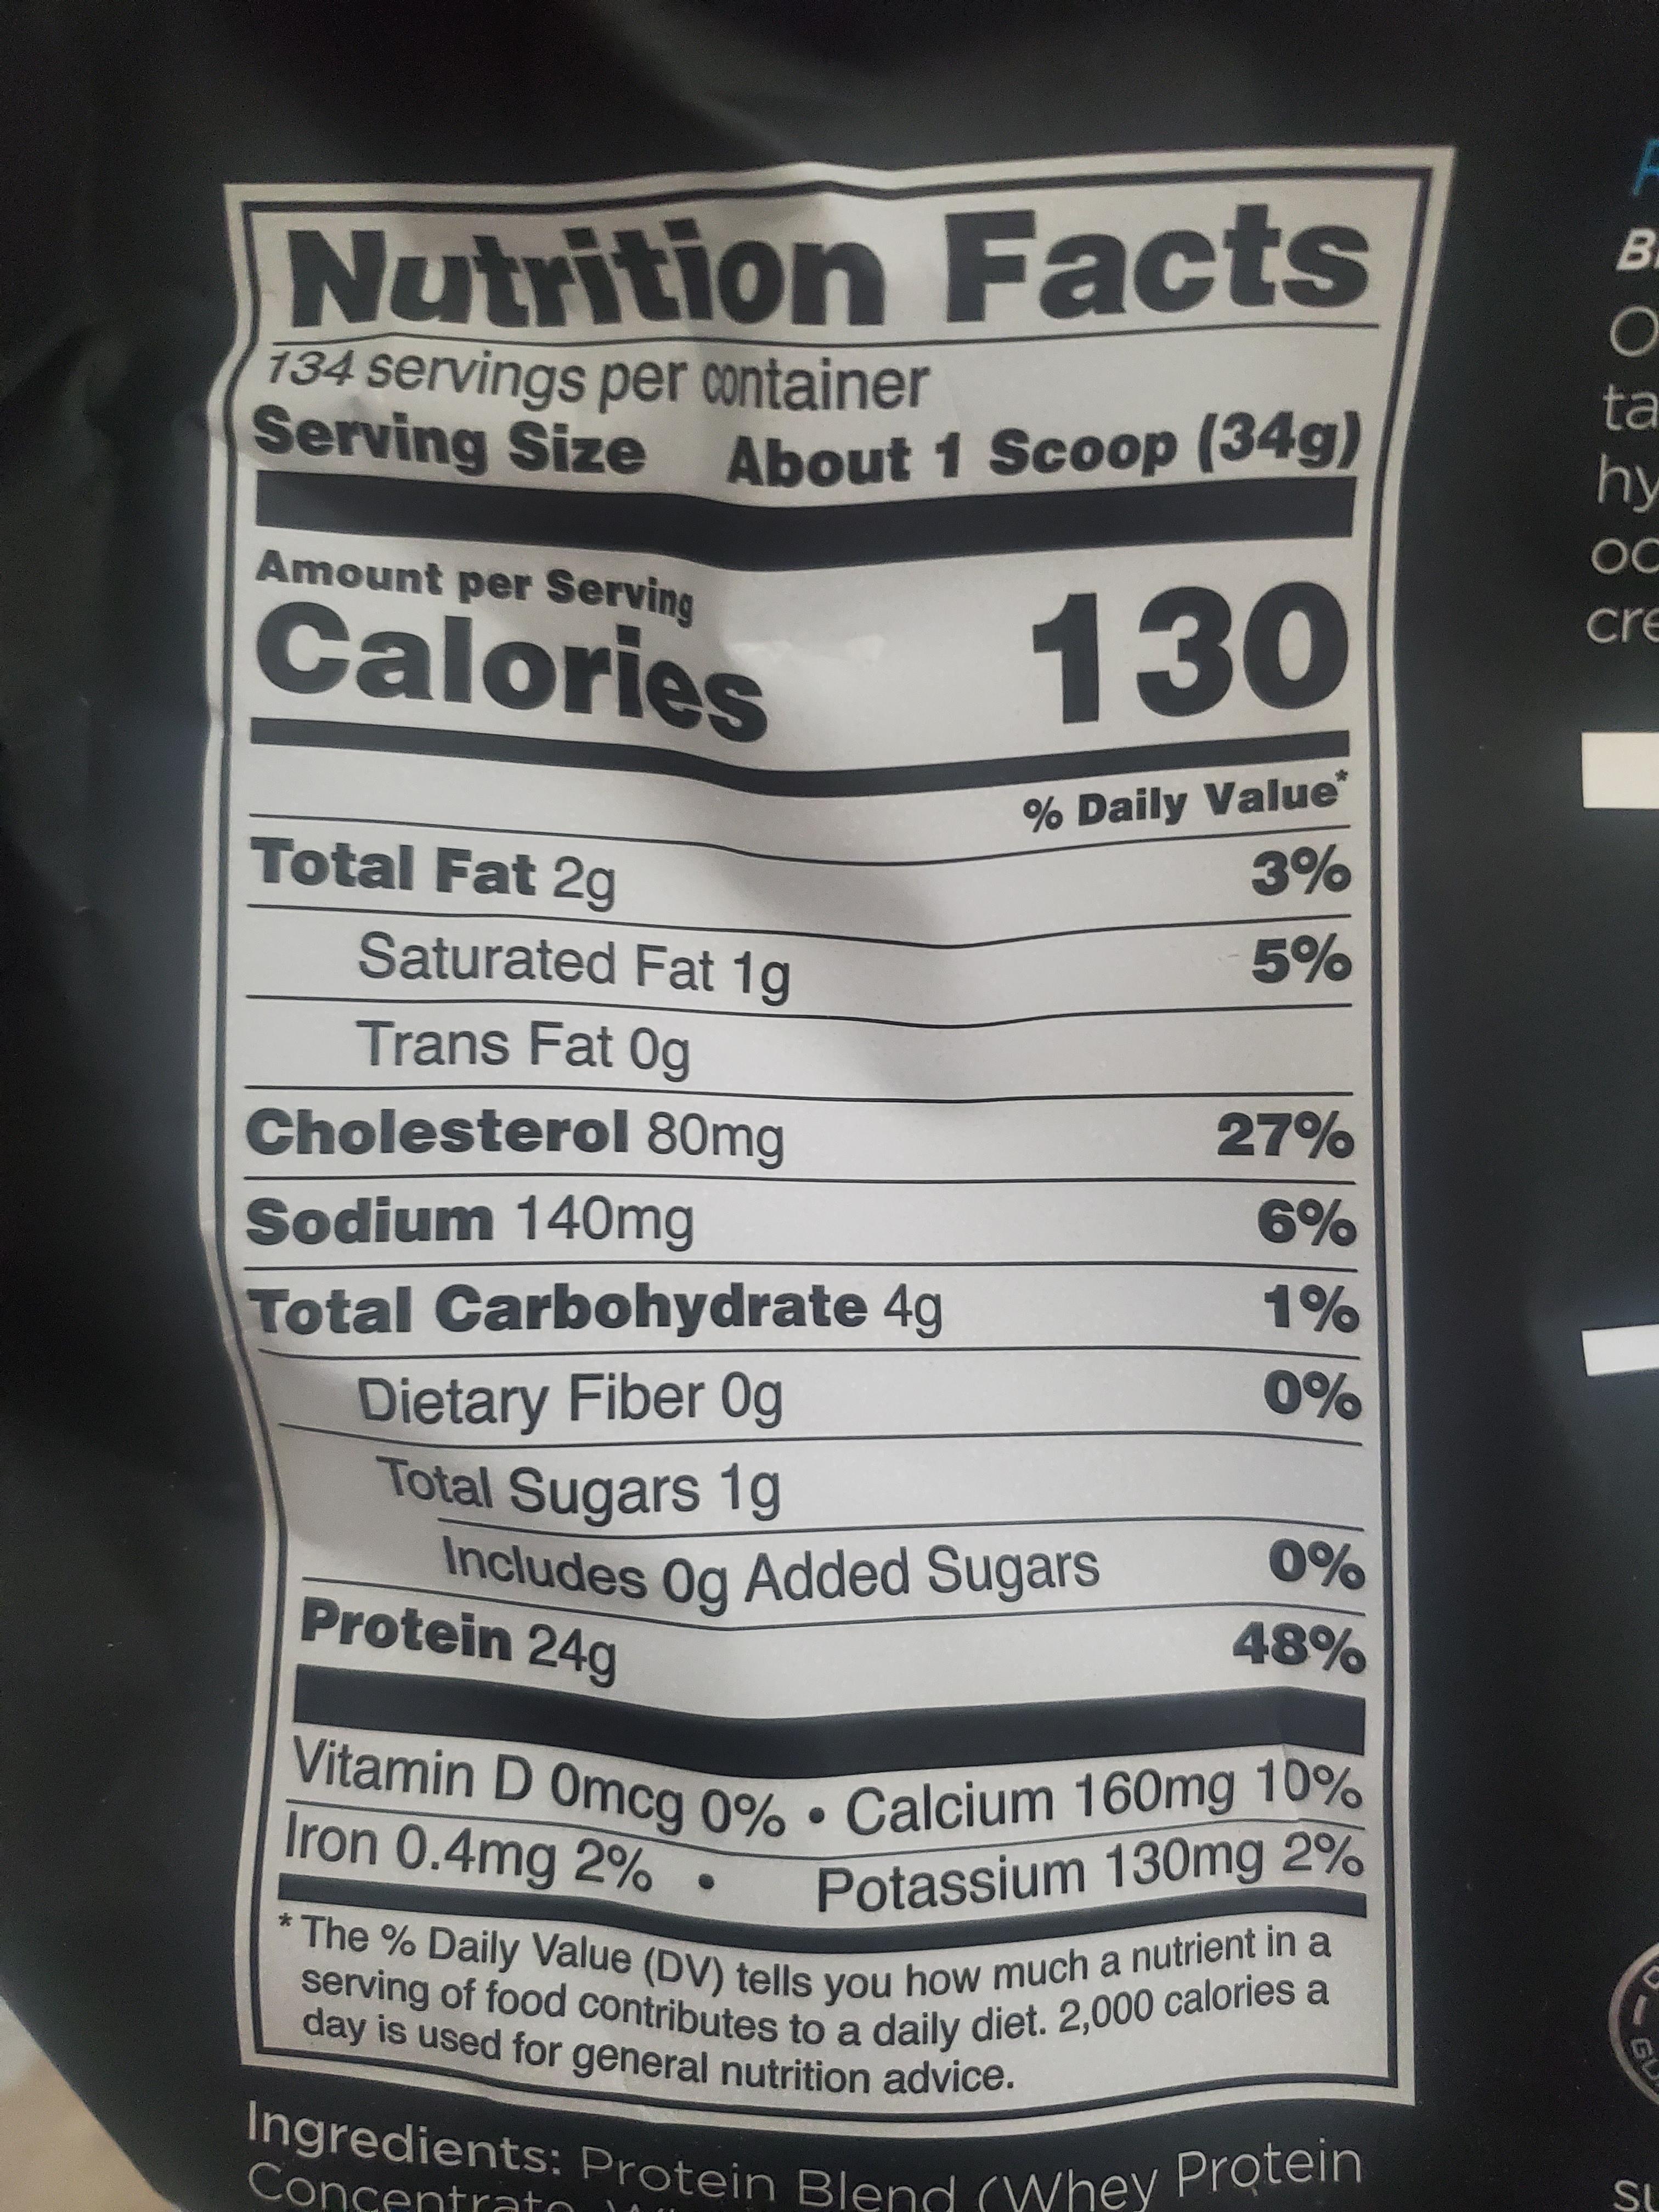 Nutrition Facts
134 servings per container
Serving Size About 1 Scoop (34g)
Amount per Serving
Calories 130
% Daily Value*
Total Fat 2g 3%
Saturated Fat 1g 5%
Trans Fat 0g
Cholesterol 80mg 27%
Sodium 140mg 6%
Total Carbohydrate 4g 1%
Dietary Fiber 0g 0%
Total Sugars 1g
Includes 0g Added Sugars 0%
Protein 24g 48%
Vitamin D 0mcg 0% • Calcium 160mg 10%
Iron 0.4mg 2% • Potassium 130mg 2%
* The % Daily Value (DV) tells you how much a nutrient in a
serving of food contributes to a daily diet. 2,000 calories a
day is used for general nutrition advice.
Ingredients: Protein Blend (Whey Protein